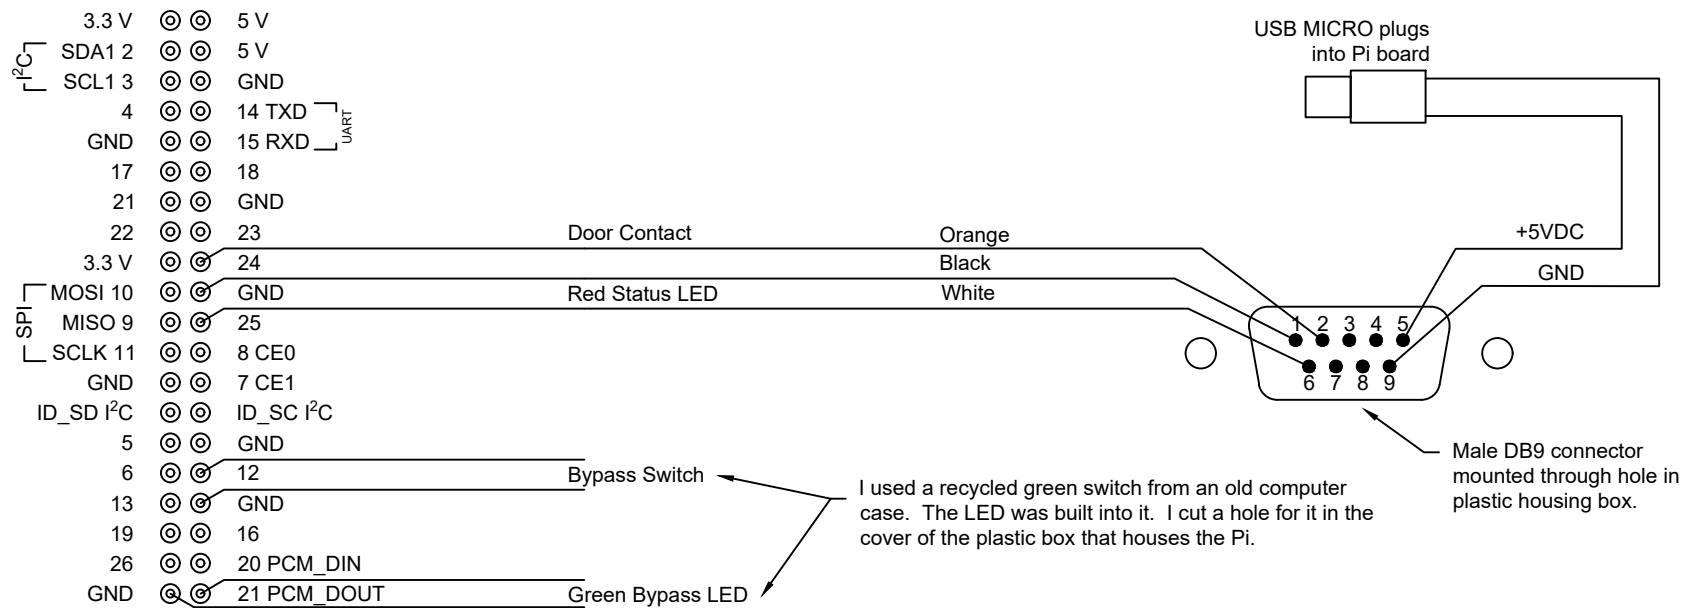 3.3 V 5 V
SDA1 2 5 V
I²C
SCL1 3 GND
4 14 TXD
UART
GND 15 RXD
17 18
21 GND
22 23
3.3 V 24
MOSI 10 GND
SPI
MISO 9 25
SCLK 11 8 CE0
GND 7 CE1
ID_SD I²C ID_SC I²C
5 GND
6 12
13 GND
19 16
26 20 PCM_DIN
GND 21 PCM_DOUT
Door Contact Orange
Black
Red Status LED White
Bypass Switch
Green Bypass LED
I used a recycled green switch from an old computer
case. The LED was built into it. I cut a hole for it in the
cover of the plastic box that houses the Pi.
USB MICRO plugs
into Pi board
+5VDC
GND
1 2 3 4 5
6 7 8 9
Male DB9 connector
mounted through hole in
plastic housing box.